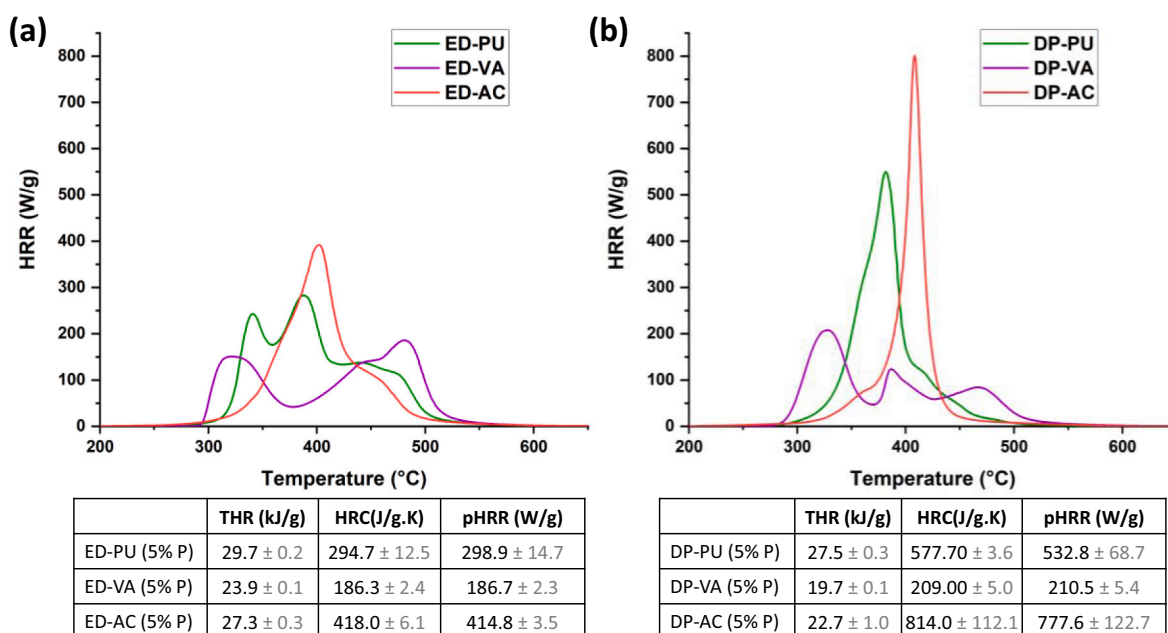 (a)
ED-PU
ED-VA
ED-AC
800
700
600
500
400
300
200
100
0
HRR (W/g)
200 300 400 500 600
Temperature (°C)
THR (kJ/g) HRC(J/g.K) pHRR (W/g)
ED-PU (5% P) 29.7 ± 0.2 294.7 ± 12.5 298.9 ± 14.7
ED-VA (5% P) 23.9 ± 0.1 186.3 ± 2.4 186.7 ± 2.3
ED-AC (5% P) 27.3 ± 0.3 418.0 ± 6.1 414.8 ± 3.5
(b)
DP-PU
DP-VA
DP-AC
800
700
600
500
400
300
200
100
0
HRR (W/g)
200 300 400 500 600
Temperature (°C)
THR (kJ/g) HRC(J/g.K) pHRR (W/g)
DP-PU (5% P) 27.5 ± 0.3 577.70 ± 3.6 532.8 ± 68.7
DP-VA (5% P) 19.7 ± 0.1 209.00 ± 5.0 210.5 ± 5.4
DP-AC (5% P) 22.7 ± 1.0 814.0 ± 112.1 777.6 ± 122.7